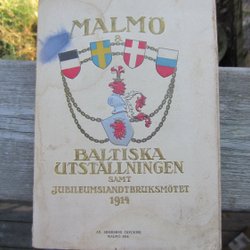 MALMÖ
&
BALTISKA
UTSTÄLLNINGEN
SAMT
JUBILEUMSLANDTBRUKSMÖTET
1914